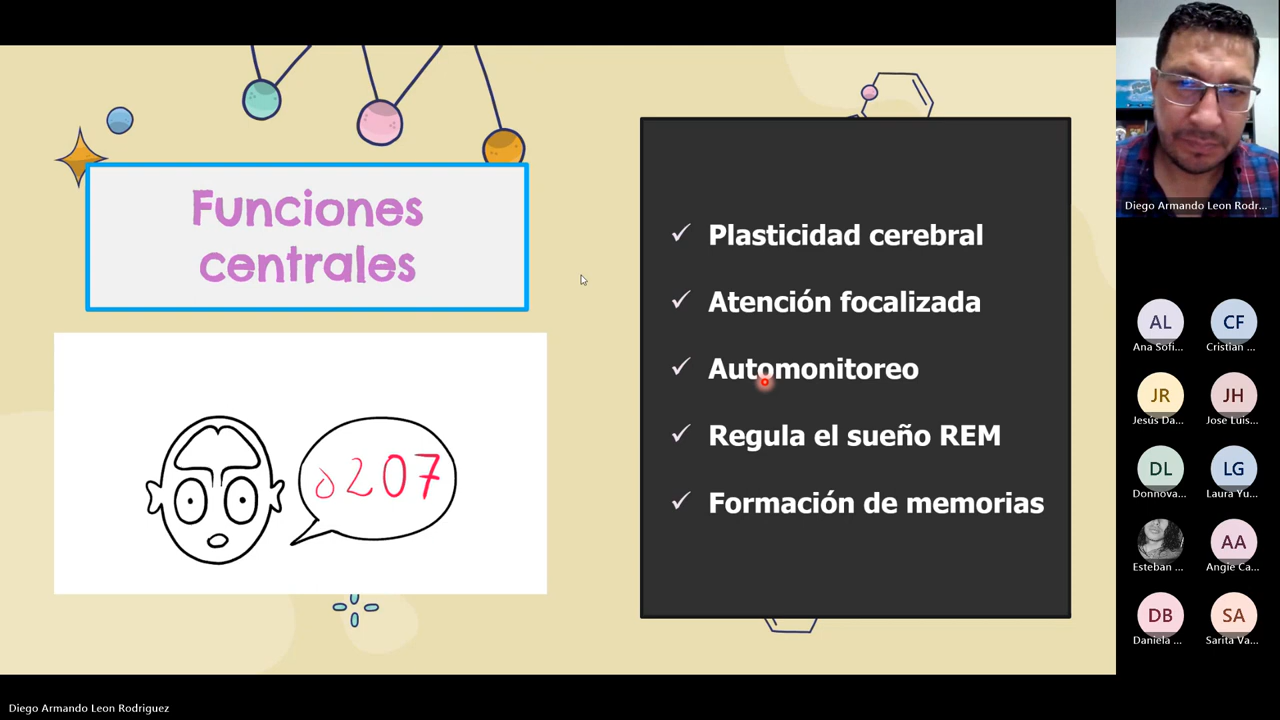 Funciones
centrales
0207
✓ Plasticidad cerebral
✓ Atención focalizada
✓ Automonitoreo
✓ Regula el sueño REM
✓ Formación de memorias
Diego Armando Leon Rodr...
AL
Ana Sofi...
CF
Cristian ...
JR
Jesús Da...
JH
Jose Luis...
DL
Donnova...
LG
Laura Yu...
Esteban ...
AA
Angie Ca...
DB
Daniela ...
SA
Sarita Va...
Diego Armando Leon Rodriguez